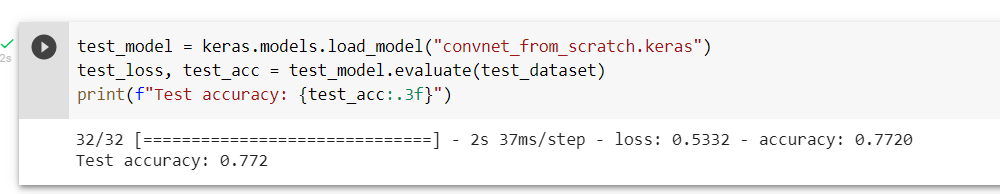 2s
test_model = keras.models.load_model("convnet_from_scratch.keras")
test_loss, test_acc = test_model.evaluate(test_dataset)
print(f"Test accuracy: {test_acc:.3f}")
32/32 [==============================] - 2s 37ms/step - loss: 0.5332 - accuracy: 0.7720
Test accuracy: 0.772